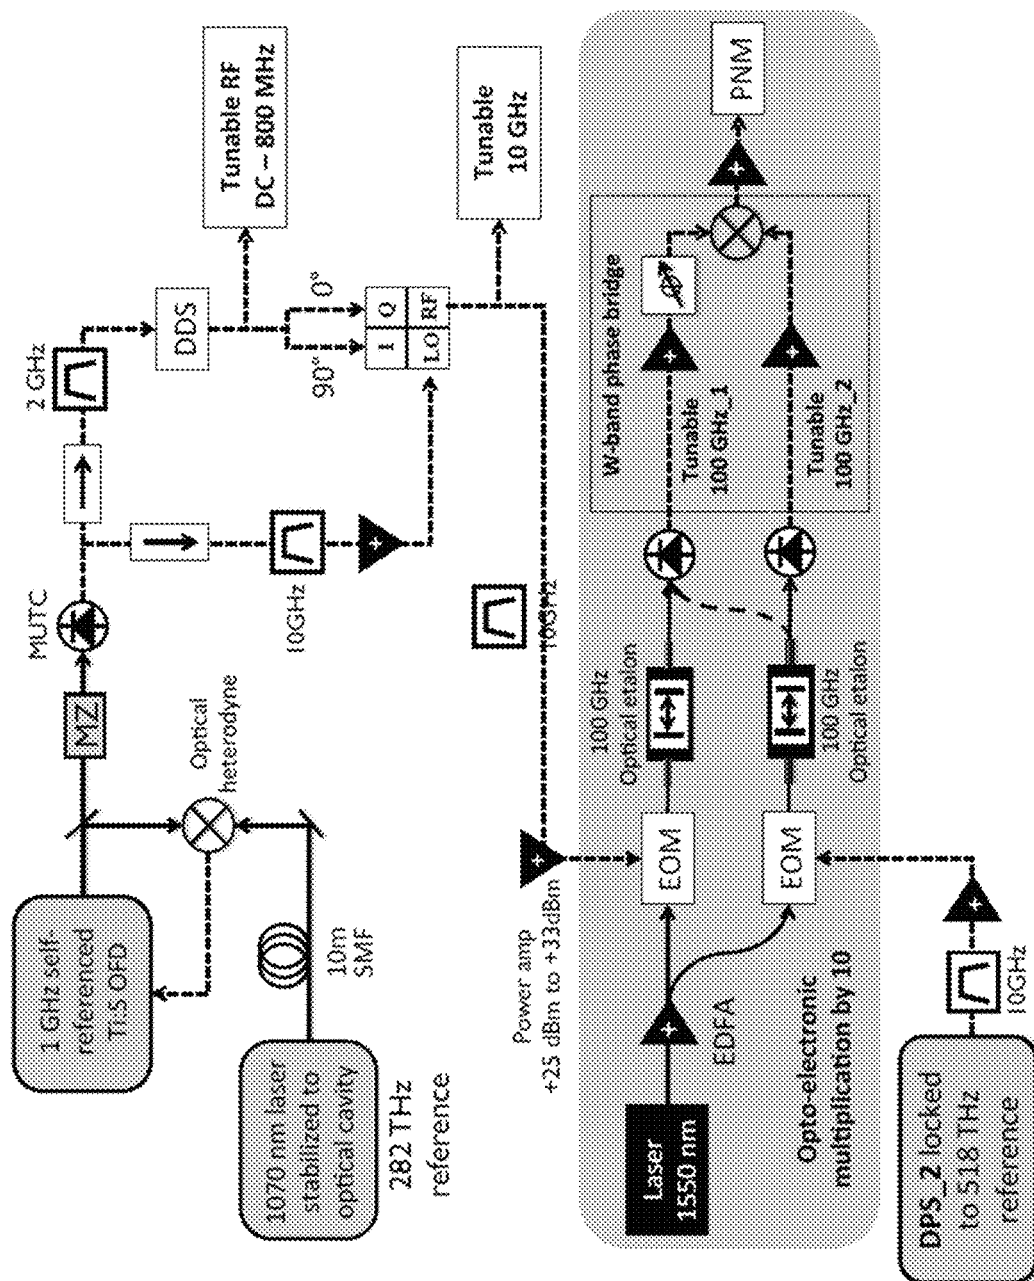 1 GHz self-
referenced
Ti:S OFD
1070 nm laser
stabilized to
optical cavity
282 THz
reference
10m
SMF
Optical
heterodyne
MZ
MUTC
2 GHz
10GHz
DDS
90°
0°
I
Q
LO
RF
Tunable RF
DC – 800 MHz
Tunable
10 GHz
10GHz
Power amp
+25 dBm to +33dBm
Laser
1550 nm
EDFA
EOM
EOM
100 GHz
Optical etalon
100 GHz
Optical etalon
W-band phase bridge
Tunable
100 GHz_1
Tunable
100 GHz_2
Φ
PNM
Opto-electronic
multiplication by 10
DPS_2 locked
to 518 THz
reference
10GHz